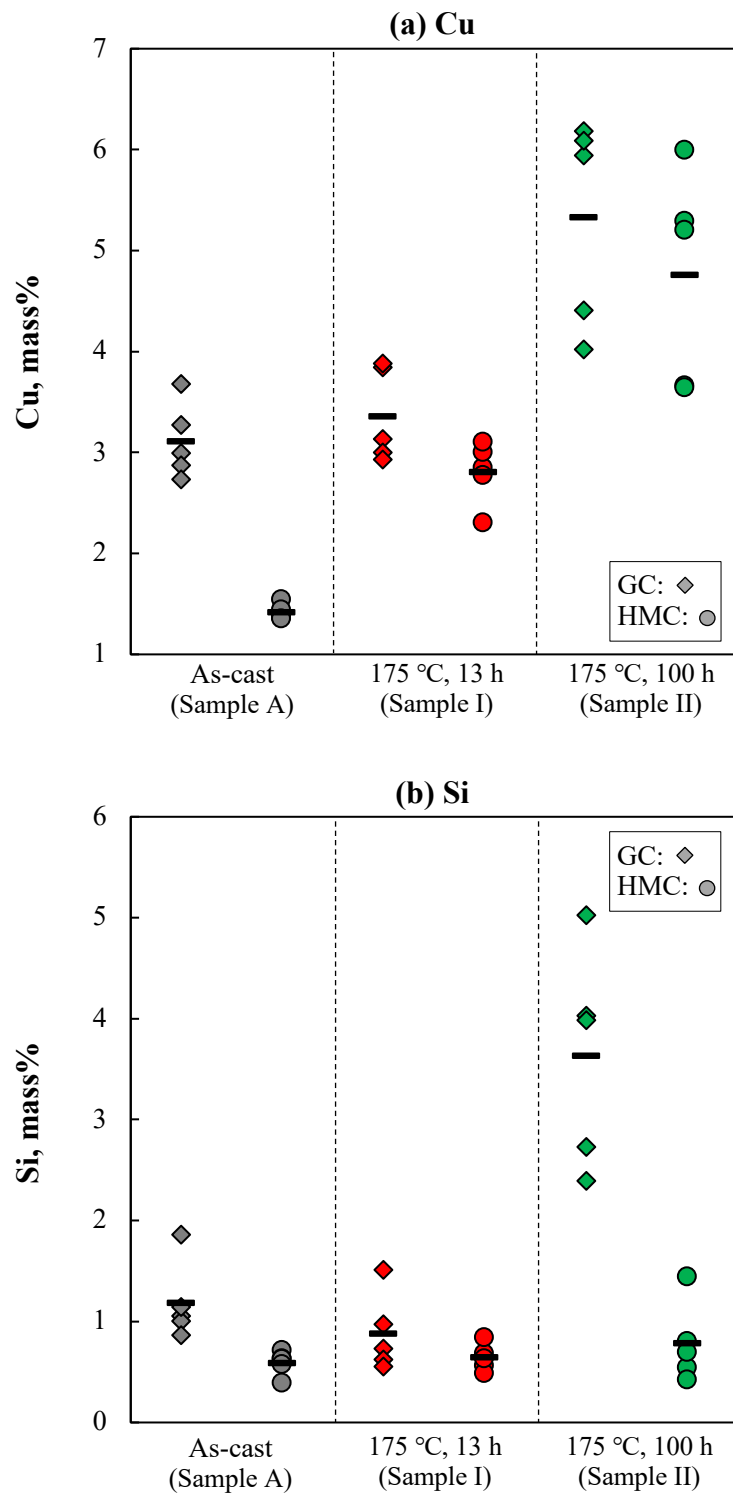 (a) Cu
7
6
5
4
3
2
1
Cu, mass%
GC:
HMC:
As-cast
(Sample A)
175 ℃, 13 h
(Sample I)
175 ℃, 100 h
(Sample II)
(b) Si
6
5
4
3
2
1
0
Si, mass%
GC:
HMC:
As-cast
(Sample A)
175 ℃, 13 h
(Sample I)
175 ℃, 100 h
(Sample II)